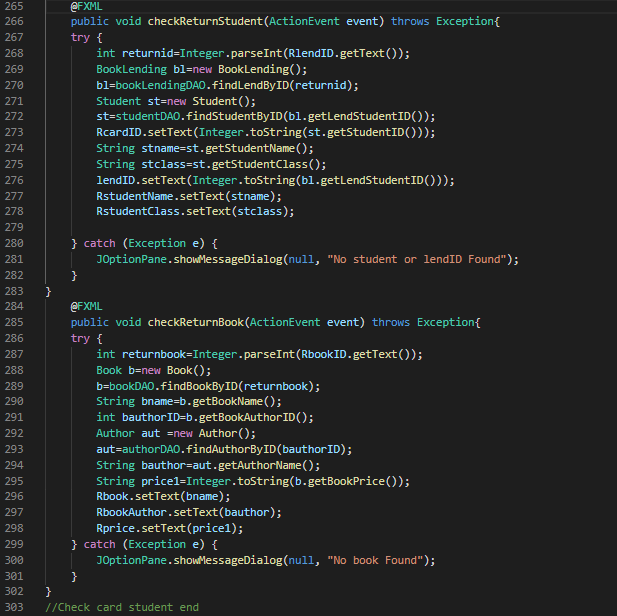 265 @FXML
266 public void checkReturnStudent(ActionEvent event) throws Exception{
267 try {
268 int returnid=Integer.parseInt(RlendID.getText());
269 BookLending bl=new BookLending();
270 bl=bookLendingDAO.findLendByID(returnid);
271 Student st=new Student();
272 st=studentDAO.findStudentByID(bl.getLendStudentID());
273 RcardID.setText(Integer.toString(st.getStudentID()));
274 String stname=st.getStudentName();
275 String stclass=st.getStudentClass();
276 lendID.setText(Integer.toString(bl.getLendStudentID()));
277 RstudentName.setText(stname);
278 RstudentClass.setText(stclass);
279
280 } catch (Exception e) {
281 JOptionPane.showMessageDialog(null, "No student or lendID Found");
282 }
283 }
284 @FXML
285 public void checkReturnBook(ActionEvent event) throws Exception{
286 try {
287 int returnbook=Integer.parseInt(RbookID.getText());
288 Book b=new Book();
289 b=bookDAO.findBookByID(returnbook);
290 String bname=b.getBookName();
291 int bauthorID=b.getBookAuthorID();
292 Author aut =new Author();
293 aut=authorDAO.findAuthorByID(bauthorID);
294 String bauthor=aut.getAuthorName();
295 String price1=Integer.toString(b.getBookPrice());
296 Rbook.setText(bname);
297 RbookAuthor.setText(bauthor);
298 Rprice.setText(price1);
299 } catch (Exception e) {
300 JOptionPane.showMessageDialog(null, "No book Found");
301 }
302 }
303 //Check card student end